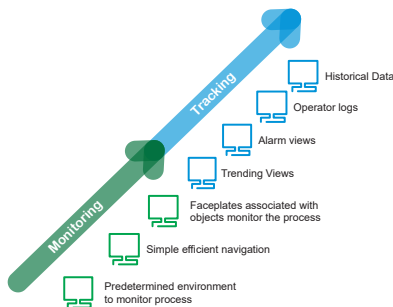 Tracking
Historical Data
Operator logs
Alarm views
Trending Views
Monitoring
Faceplates associated with
objects monitor the process
Simple efficient navigation
Predetermined environment
to monitor process